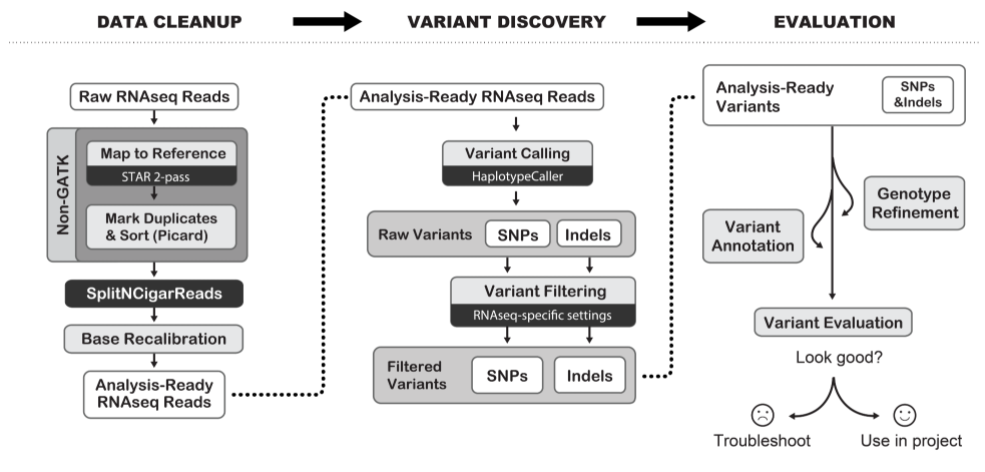 DATA CLEANUP
VARIANT DISCOVERY
EVALUATION
Raw RNAseq Reads
Non-GATK
Map to Reference
STAR 2-pass
Mark Duplicates
& Sort (Picard)
SplitNCigarReads
Base Recalibration
Analysis-Ready
RNAseq Reads
Analysis-Ready RNAseq Reads
Variant Calling
HaplotypeCaller
Raw Variants
SNPs
Indels
Variant Filtering
RNAseq-specific settings
Filtered
Variants
SNPs
Indels
Analysis-Ready
Variants
SNPs
&Indels
Genotype
Refinement
Variant
Annotation
Variant Evaluation
Look good?
Troubleshoot
Use in project